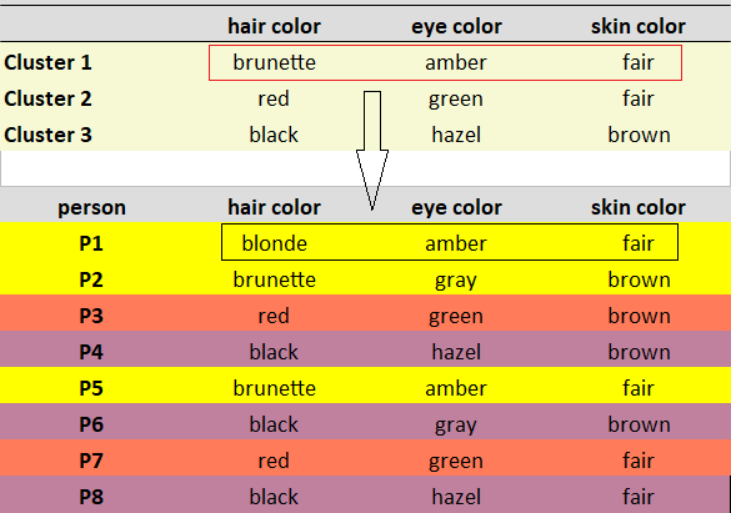 hair color eye color skin color
Cluster 1 brunette amber fair
Cluster 2 red green fair
Cluster 3 black hazel brown
person hair color eye color skin color
P1 blonde amber fair
P2 brunette gray brown
P3 red green brown
P4 black hazel brown
P5 brunette amber fair
P6 black gray brown
P7 red green fair
P8 black hazel fair